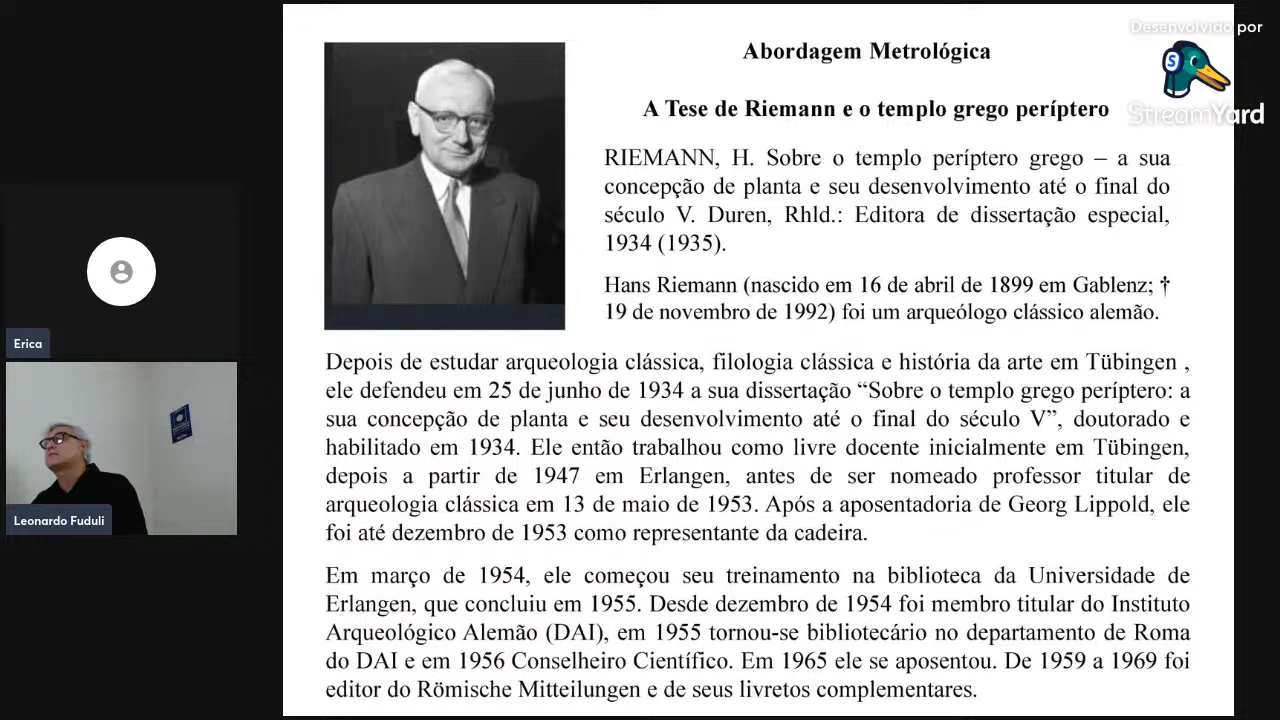 Desenvolvido por
StreamYard
Abordagem Metrológica
A Tese de Riemann e o templo grego períptero
RIEMANN, H. Sobre o templo períptero grego – a sua
concepção de planta e seu desenvolvimento até o final do
século V. Duren, Rhld.: Editora de dissertação especial,
1934 (1935).
Hans Riemann (nascido em 16 de abril de 1899 em Gablenz; †
19 de novembro de 1992) foi um arqueólogo clássico alemão.
Depois de estudar arqueologia clássica, filologia clássica e história da arte em Tübingen ,
ele defendeu em 25 de junho de 1934 a sua dissertação “Sobre o templo grego períptero: a
sua concepção de planta e seu desenvolvimento até o final do século V”, doutorado e
habilitado em 1934. Ele então trabalhou como livre docente inicialmente em Tübingen,
depois a partir de 1947 em Erlangen, antes de ser nomeado professor titular de
arqueologia clássica em 13 de maio de 1953. Após a aposentadoria de Georg Lippold, ele
foi até dezembro de 1953 como representante da cadeira.
Em março de 1954, ele começou seu treinamento na biblioteca da Universidade de
Erlangen, que concluiu em 1955. Desde dezembro de 1954 foi membro titular do Instituto
Arqueológico Alemão (DAI), em 1955 tornou-se bibliotecário no departamento de Roma
do DAI e em 1956 Conselheiro Científico. Em 1965 ele se aposentou. De 1959 a 1969 foi
editor do Römische Mitteilungen e de seus livretos complementares.
Erica
Leonardo Fuduli